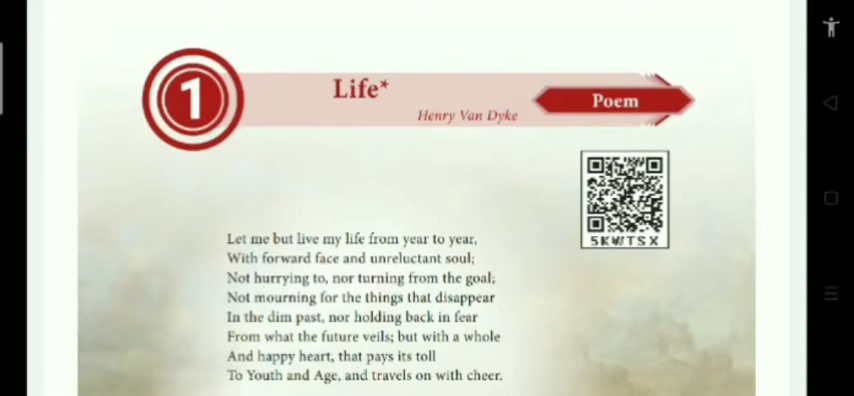 1
Life*
Henry Van Dyke
Poem
5KWTSX
Let me but live my life from year to year,
With forward face and unreluctant soul;
Not hurrying to, nor turning from the goal;
Not mourning for the things that disappear
In the dim past, nor holding back in fear
From what the future veils; but with a whole
And happy heart, that pays its toll
To Youth and Age, and travels on with cheer.